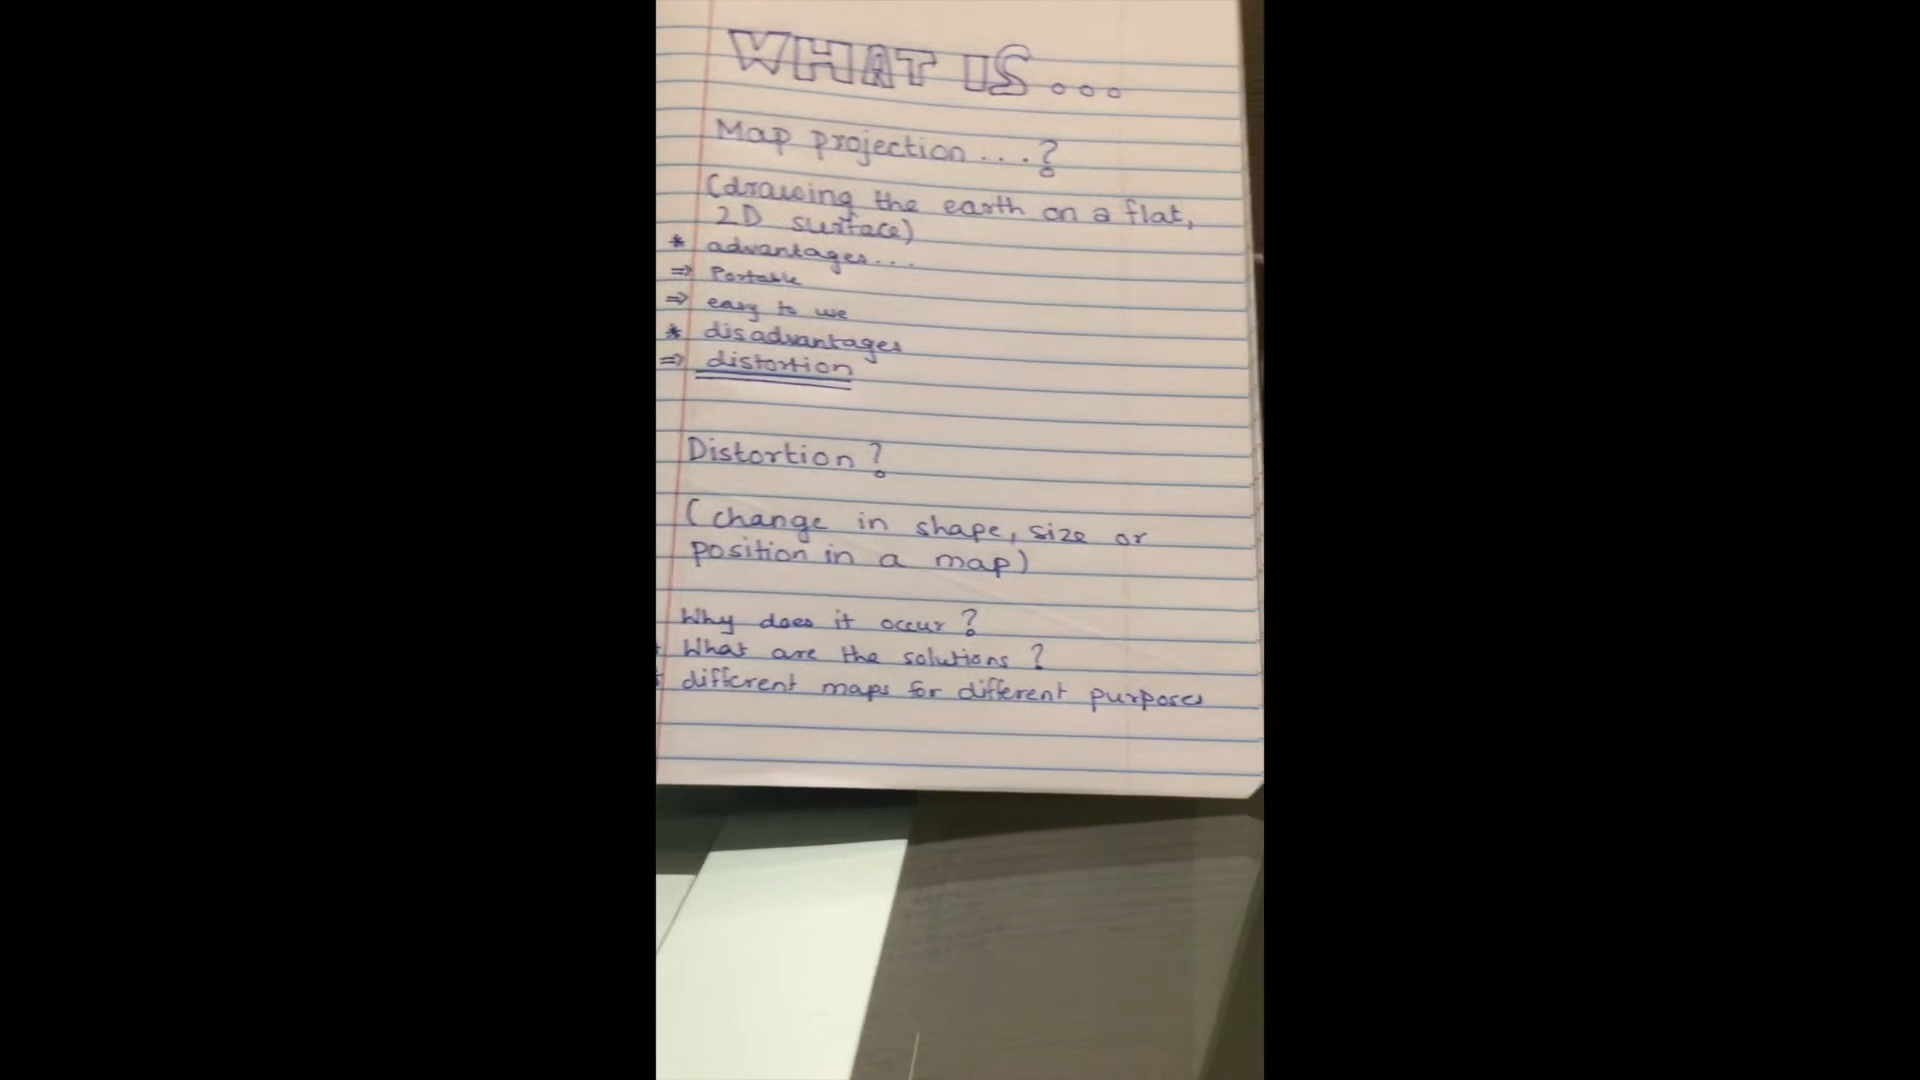 WHAT IS...
Map projection...?
(drawing the earth on a flat,
2D surface)
* advantages...
⇒ Portable
⇒ easy to use
* disadvantages
⇒ distortion
Distortion?
(change in shape, size or
position in a map)
Why does it occur?
What are the solutions?
different maps for different purposes